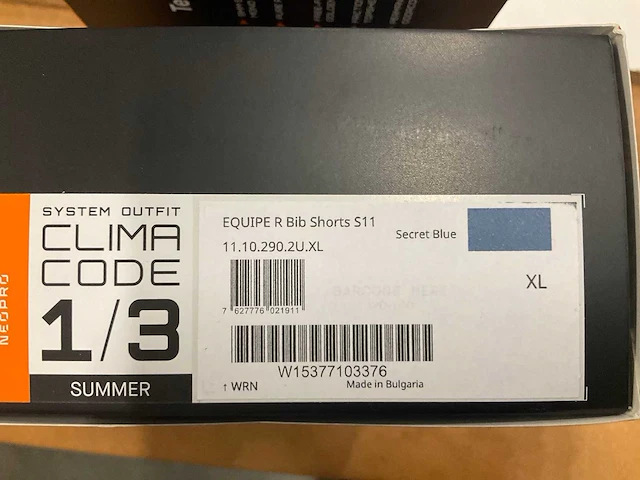 SYSTEM OUTFIT
CLIMA
CODE
1/3
SUMMER
NEOPRO
EQUIPE R Bib Shorts S11
11.10.290.2U.XL
Secret Blue
XL
7 627776 021911
W15377103376
↑ WRN
Made in Bulgaria